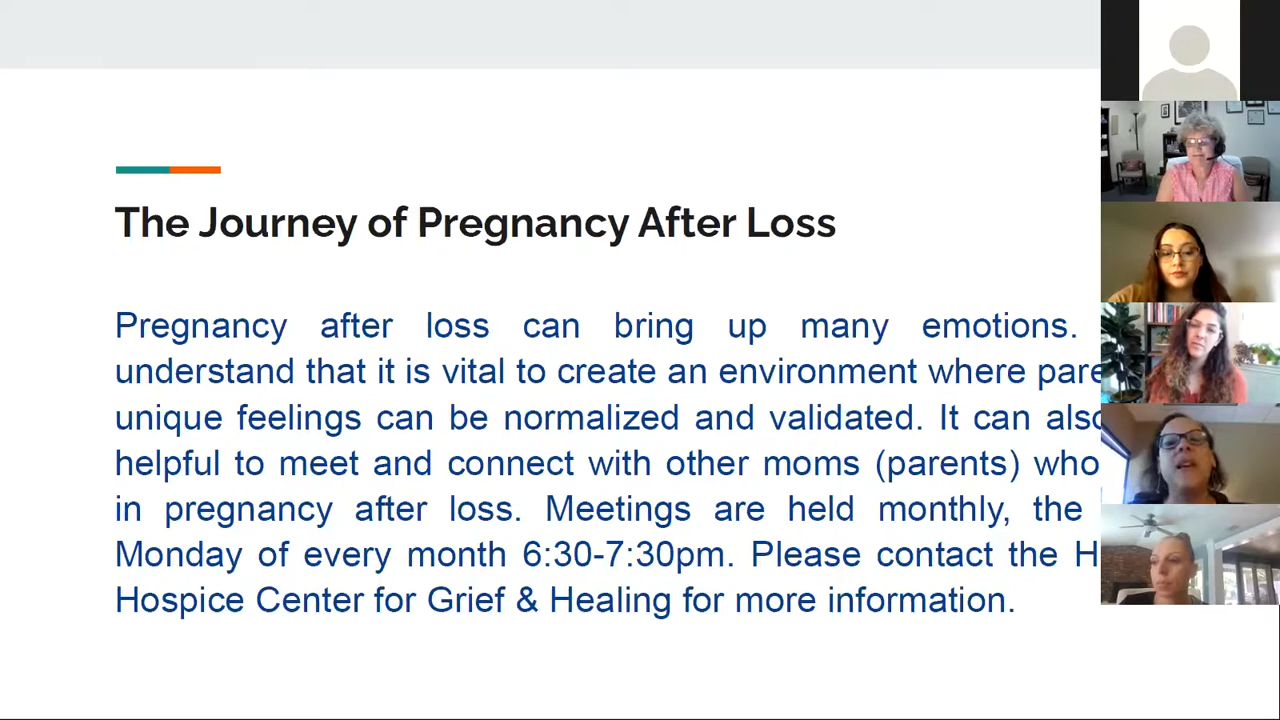 The Journey of Pregnancy After Loss
Pregnancy after loss can bring up many emotions.
understand that it is vital to create an environment where
unique feelings can be normalized and validated. It can
helpful to meet and connect with other moms (parents) who
in pregnancy after loss. Meetings are held monthly, the
Monday of every month 6:30-7:30pm. Please contact the
Hospice Center for Grief & Healing for more information.